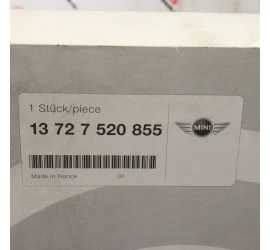 1 Stück/piece
13 72 7 520 855
MINI
Made in France